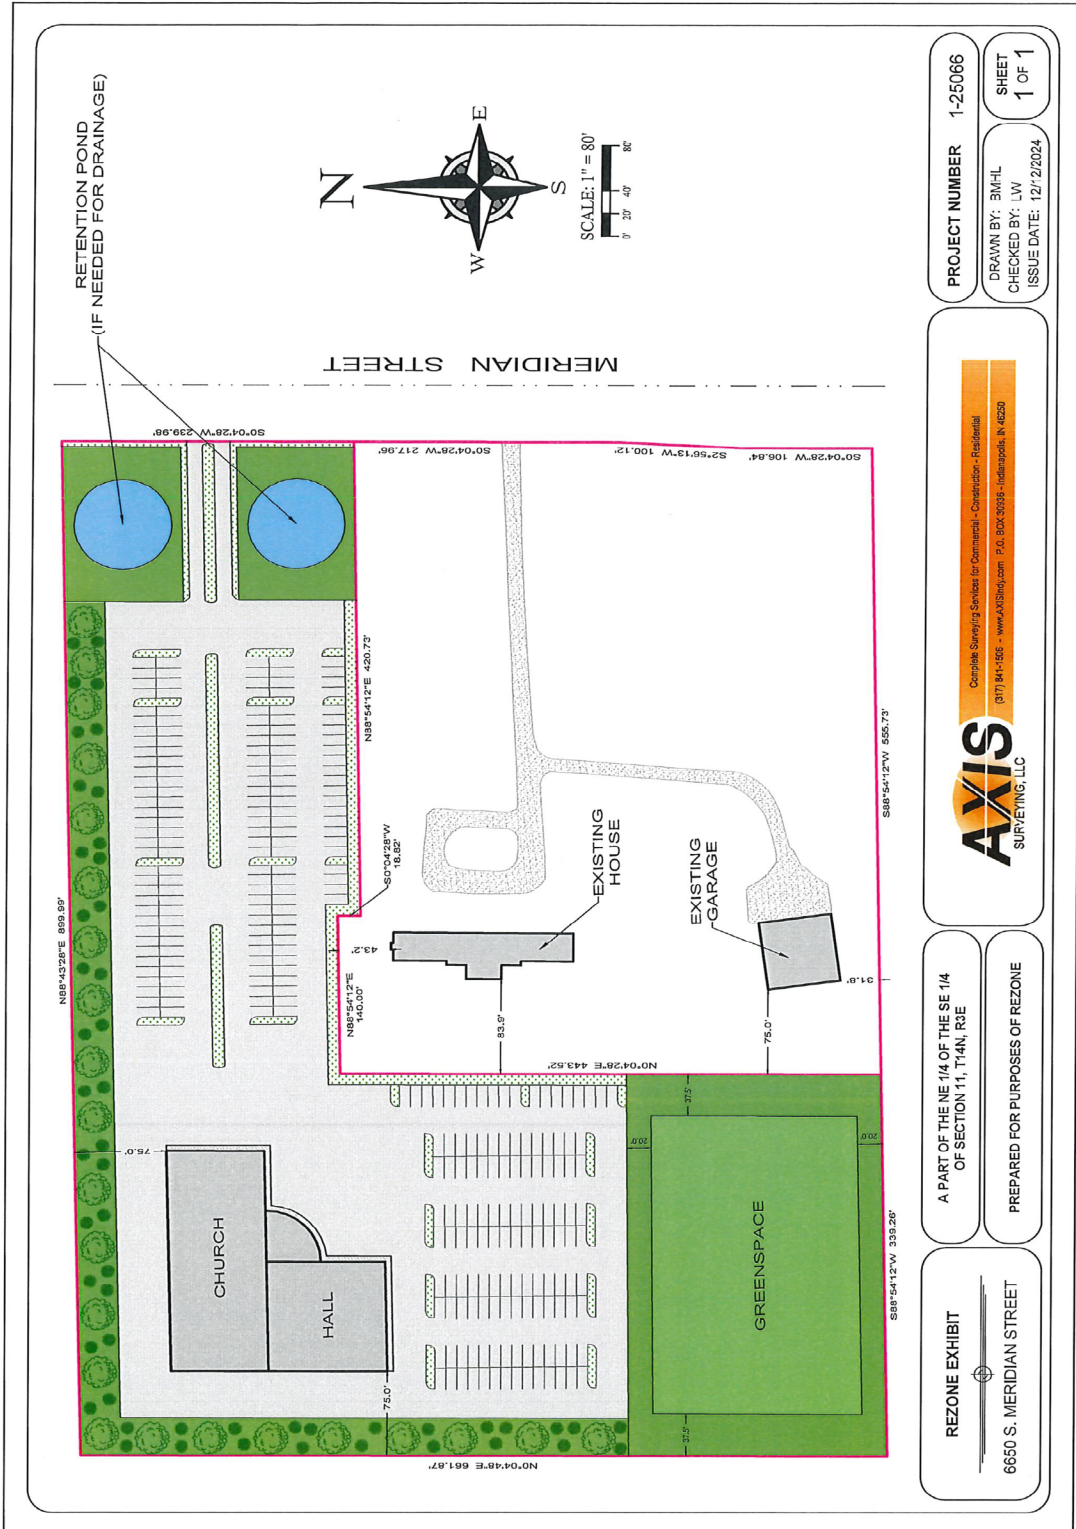 RETENTION POND
(IF NEEDED FOR DRAINAGE)
N
W
E
S
SCALE: 1" = 80'
0' 20' 40' 80'
MERIDIAN STREET
S0°04'28"W 239.98'
S0°04'28"W 217.96'
S2°56'13"W 100.12'
S0°04'28"W 106.84'
N88°43'28"E 899.99'
N88°54'12"E 420.73'
S0°04'28"W
18.82'
N88°54'12"E
140.00'
43.2'
EXISTING
HOUSE
EXISTING
GARAGE
83.9'
75.0'
31.8'
S88°54'12"W 555.73'
N0°04'28"E 443.52'
75.0'
CHURCH
HALL
75.0'
GREENSPACE
37.5'
20.0'
20.0'
37.5'
S88°54'12"W 339.26'
N0°04'48"E 661.87'
REZONE EXHIBIT
6650 S. MERIDIAN STREET
A PART OF THE NE 1/4 OF THE SE 1/4
OF SECTION 11, T14N, R3E
PREPARED FOR PURPOSES OF REZONE
AXIS
SURVEYING, LLC
Complete Surveying Services for Commercial - Construction - Residential
(317) 841-1506 - www.AXISIndy.com P.O. BOX 30936 - Indianapolis, IN 46250
PROJECT NUMBER 1-25066
DRAWN BY: BMHL
CHECKED BY: LW
ISSUE DATE: 12/12/2024
SHEET
1 OF 1